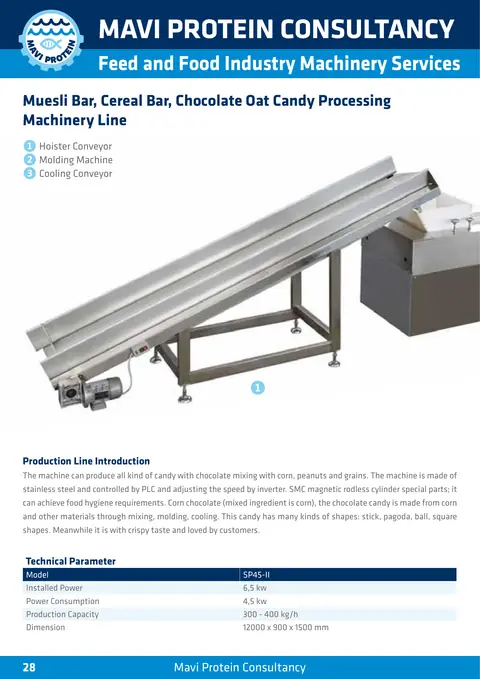 MAVI PROTEIN
MAVI PROTEIN CONSULTANCY
Feed and Food Industry Machinery Services
Muesli Bar, Cereal Bar, Chocolate Oat Candy Processing
Machinery Line
1 Hoister Conveyor
2 Molding Machine
3 Cooling Conveyor
1
Production Line Introduction
The machine can produce all kind of candy with chocolate mixing with corn, peanuts and grains. The machine is made of
stainless steel and controlled by PLC and adjusting the speed by inverter. SMC magnetic rodless cylinder special parts; it
can achieve food hygiene requirements. Corn chocolate (mixed ingredient is corn), the chocolate candy is made from corn
and other materials through mixing, molding, cooling. This candy has many kinds of shapes: stick, pagoda, ball, square
shapes. Meanwhile it is with crispy taste and loved by customers.
Technical Parameter
Model SP45-II
Installed Power 6,5 kw
Power Consumption 4,5 kw
Production Capacity 300 - 400 kg/h
Dimension 12000 x 900 x 1500 mm
28 Mavi Protein Consultancy